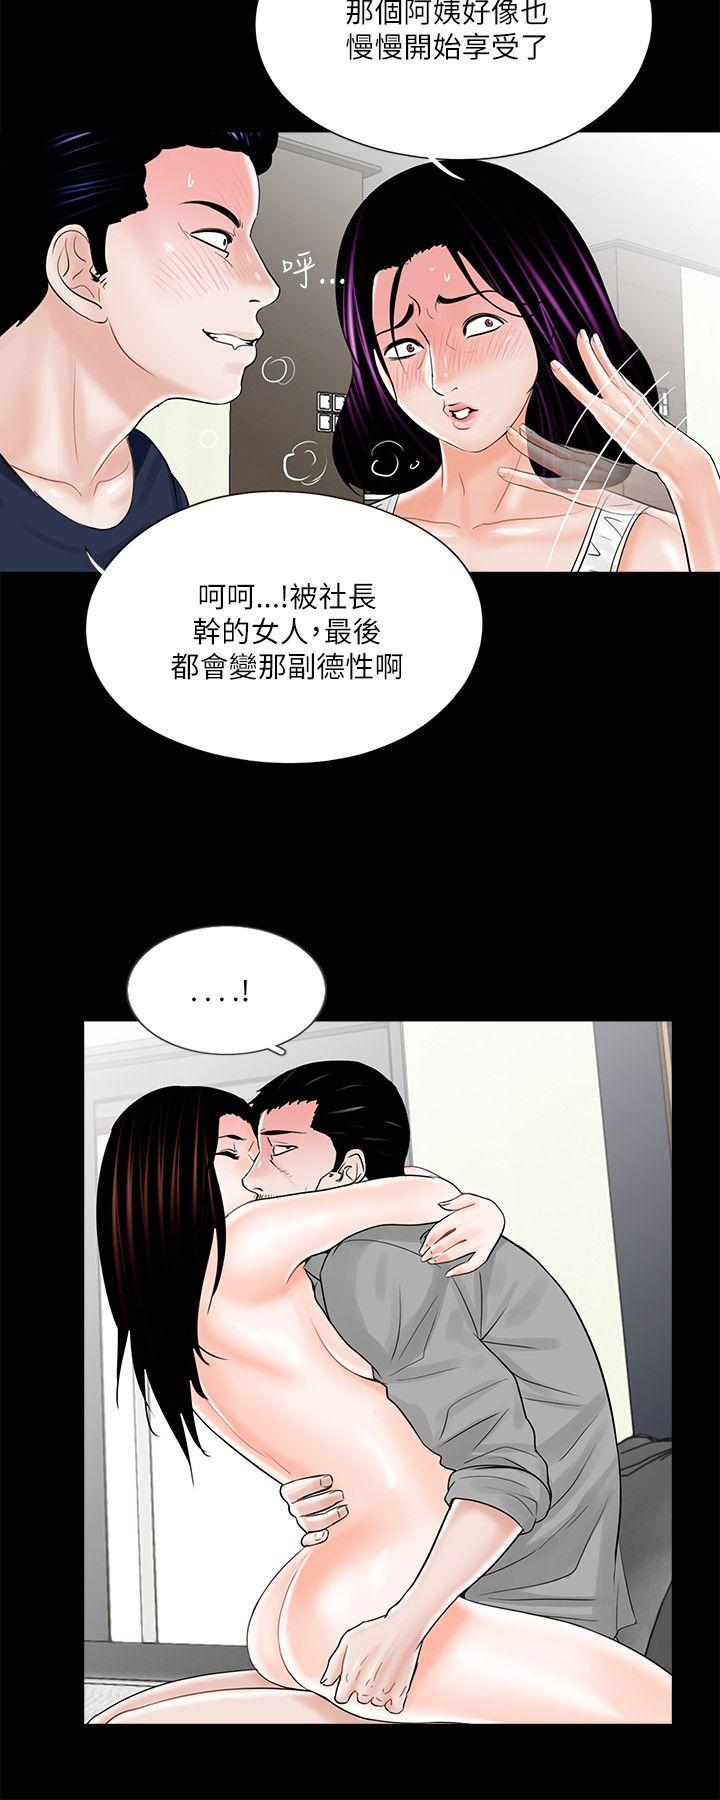 那個阿姨好像也
慢慢開始享受了
呼...
呵呵...!被社長
幹的女人,最後
都會變那副德性啊
....!